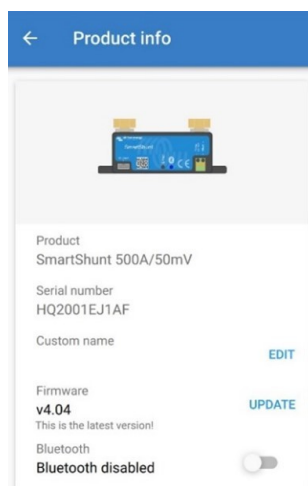 Product info
SmartShunt
Product
SmartShunt 500A/50mV
Serial number
HQ2001EJ1AF
Custom name
EDIT
Firmware
v4.04
UPDATE
This is the latest version!
Bluetooth
Bluetooth disabled